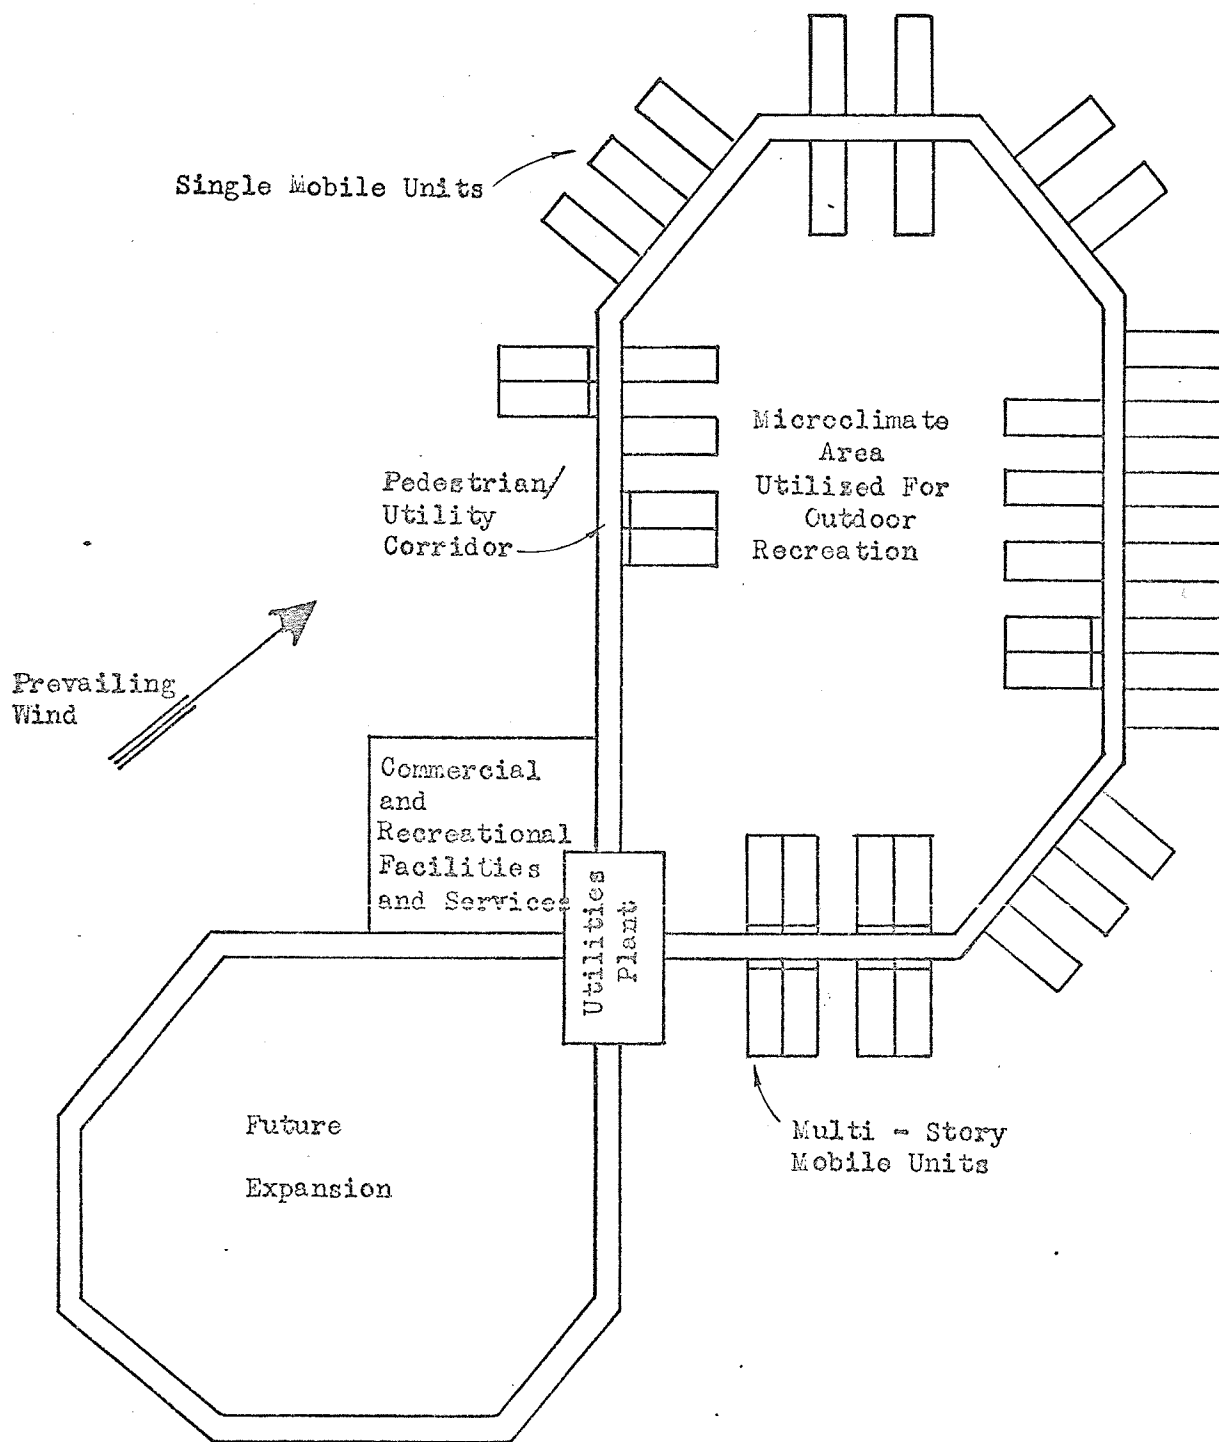 Single Mobile Units
Microclimate
Area
Utilized For
Outdoor
Recreation
Pedestrian/
Utility
Corridor
Prevailing
Wind
Commercial
and
Recreational
Facilities
and Services
Utilities
Plant
Future
Expansion
Multi - Story
Mobile Units